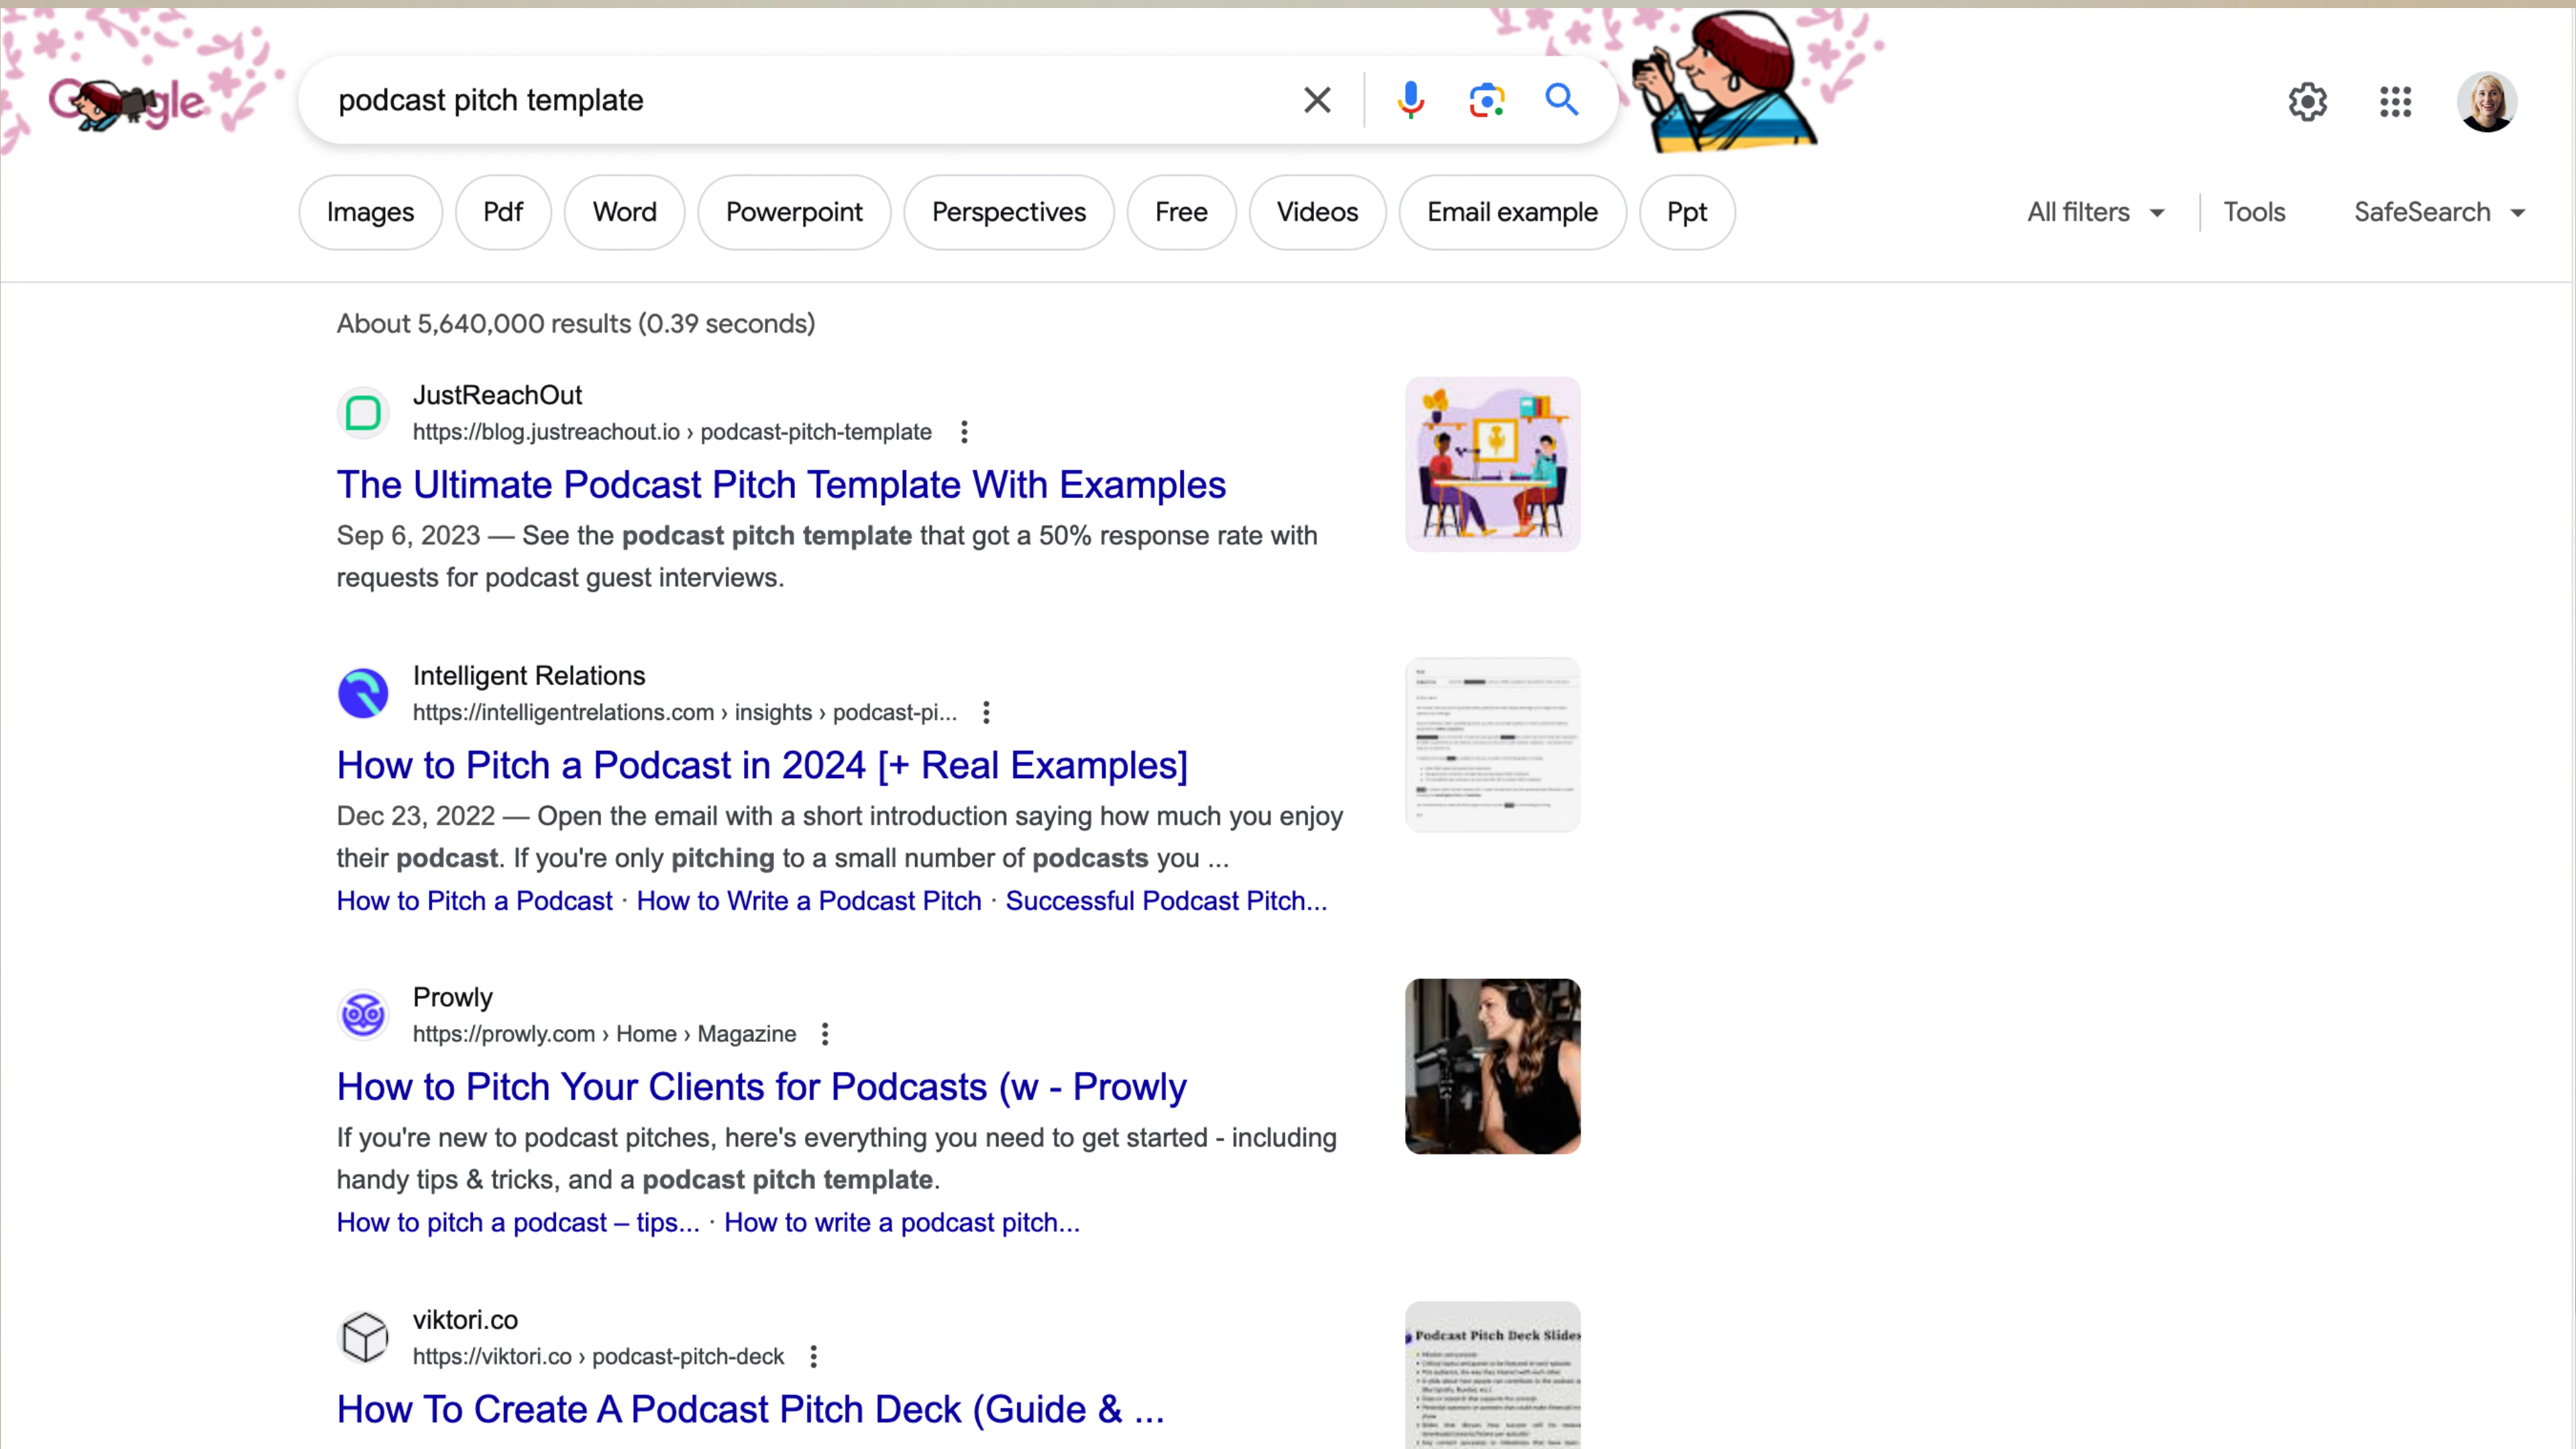 Google
podcast pitch template
Images
Pdf
Word
Powerpoint
Perspectives
Free
Videos
Email example
Ppt
All filters
Tools
SafeSearch
About 5,640,000 results (0.39 seconds)
JustReachOut
https://blog.justreachout.io › podcast-pitch-template
The Ultimate Podcast Pitch Template With Examples
Sep 6, 2023 — See the podcast pitch template that got a 50% response rate with
requests for podcast guest interviews.
Intelligent Relations
https://intelligentrelations.com › insights › podcast-pi...
How to Pitch a Podcast in 2024 [+ Real Examples]
Dec 23, 2022 — Open the email with a short introduction saying how much you enjoy
their podcast. If you're only pitching to a small number of podcasts you ...
How to Pitch a Podcast · How to Write a Podcast Pitch · Successful Podcast Pitch...
Prowly
https://prowly.com › Home › Magazine
How to Pitch Your Clients for Podcasts (w - Prowly
If you're new to podcast pitches, here's everything you need to get started - including
handy tips & tricks, and a podcast pitch template.
How to pitch a podcast – tips... · How to write a podcast pitch...
viktori.co
https://viktori.co › podcast-pitch-deck
How To Create A Podcast Pitch Deck (Guide & ...
Podcast Pitch Deck Slides